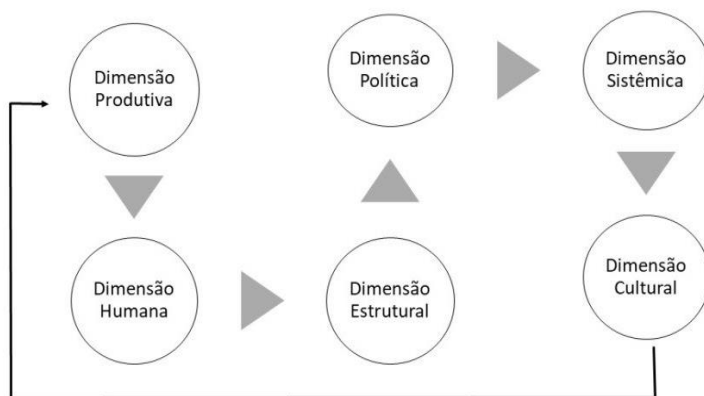 Dimensão
Produtiva
Dimensão
Humana
Dimensão
Estrutural
Dimensão
Política
Dimensão
Sistêmica
Dimensão
Cultural